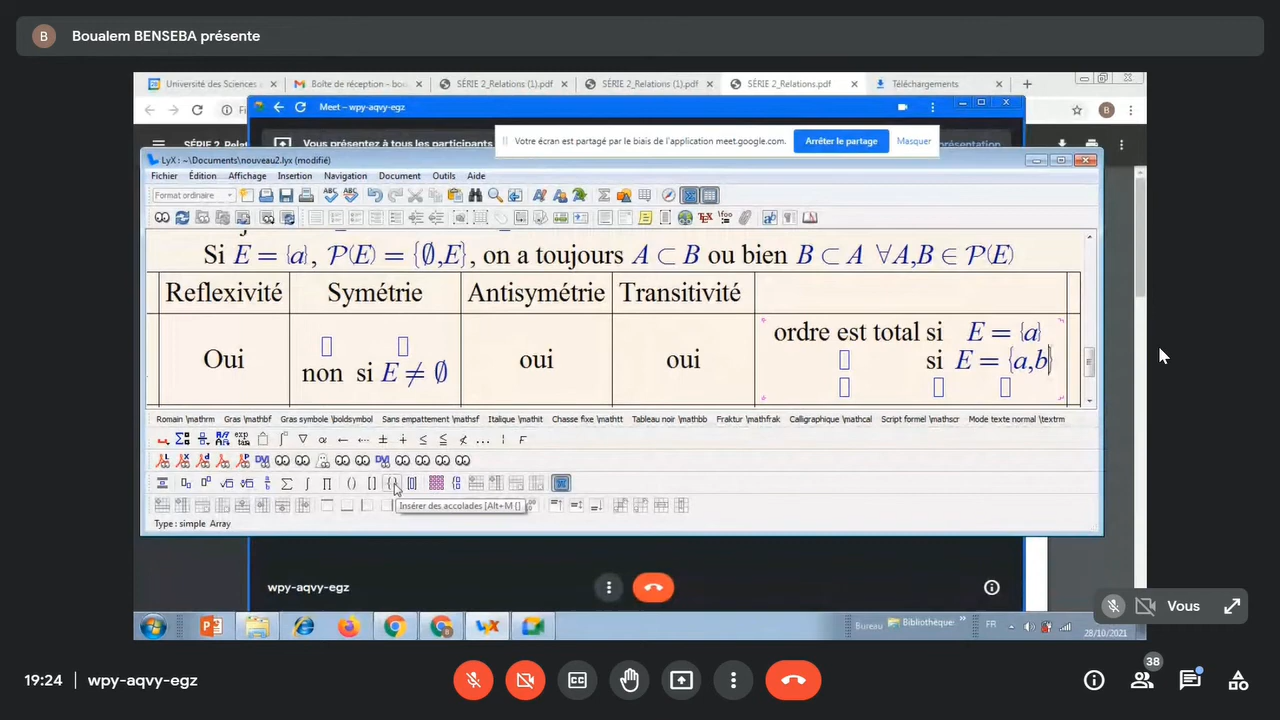 B Boualem BENSEBA présente
Université des Sciences
Boîte de réception – bou
SÉRIE 2_Relations (1).pdf
SÉRIE 2_Relations (1).pdf
SÉRIE 2_Relations.pdf
Téléchargements
Meet – wpy-aqvy-egz
B
SÉRIE
Vous présentez à tous les participants
Votre écran est partagé par le biais de l'application meet.google.com.
Arrêter le partage
Masquer
LyX : ~\Documents\nouveau2.lyx (modifié)
Fichier Édition Affichage Insertion Navigation Document Outils Aide
Format ordinaire
Si E = {a}, P(E) = {∅,E}, on a toujours A ⊂ B ou bien B ⊂ A ∀A,B ∈ P(E)
Reflexivité Symétrie Antisymétrie Transitivité
Oui
non si E ≠ ∅
oui
oui
ordre est total si E = {a}
si E = {a,b}
Romain \mathrm Gras \mathbf Gras symbole \boldsymbol Sans empattement \mathsf Italique \mathit Chasse fixe \mathtt Tableau noir \mathbb Fraktur \mathfrak Calligraphique \mathcal Script formel \mathscr Mode texte normal \textrm
Insérer des accolades [Alt+M {]
Type : simple Array
wpy-aqvy-egz
Vous
Bureau Bibliothèque: » FR
28/10/2021
38
19:24 | wpy-aqvy-egz